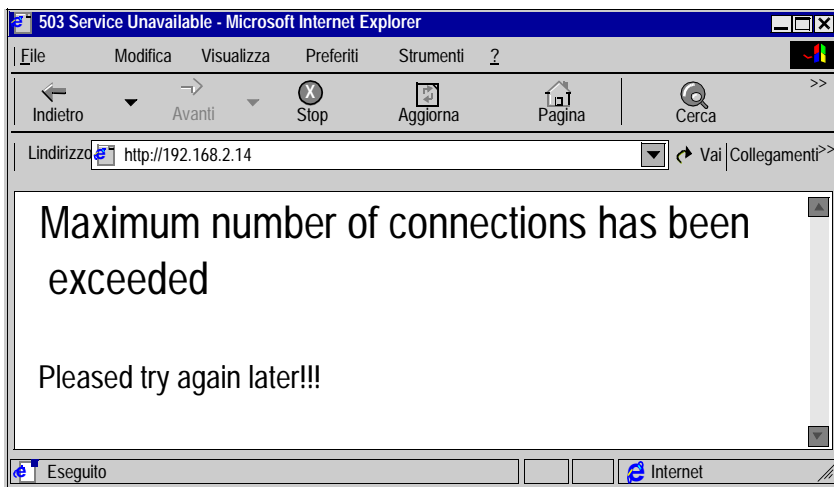 503 Service Unavailable - Microsoft Internet Explorer
File Modifica Visualizza Preferiti Strumenti ?
Indietro Avanti Stop Aggiorna Pagina Cerca >>
Lindirizzo http://192.168.2.14 Vai Collegamenti >>
Maximum number of connections has been
exceeded
Pleased try again later!!!
Eseguito Internet